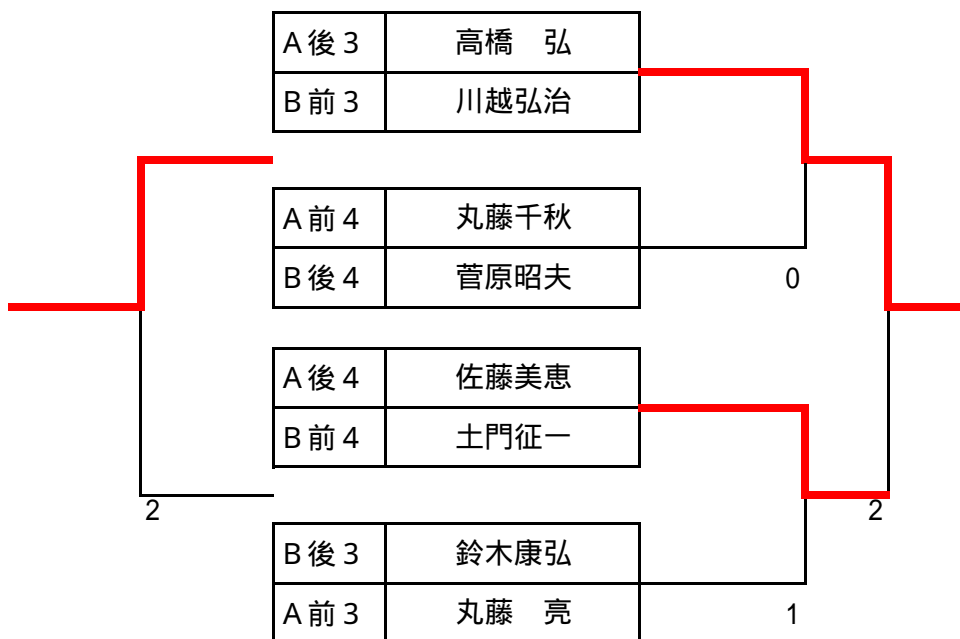 A後3 高橋　弘
B前3 川越弘治
A前4 丸藤千秋
B後4 菅原昭夫
0
A後4 佐藤美恵
B前4 土門征一
2
2
B後3 鈴木康弘
A前3 丸藤　亮
1